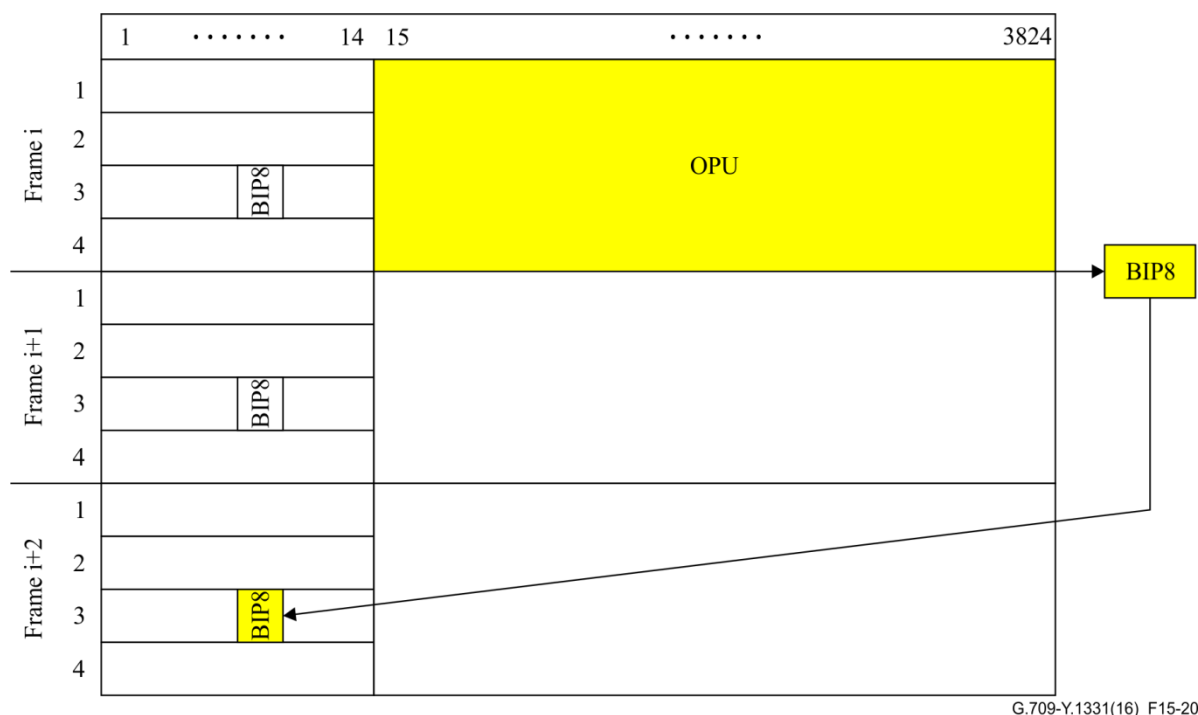 1 ······· 14 15 ······· 3824
Frame i
1
2
3 BIP8
4
OPU
BIP8
Frame i+1
1
2
3 BIP8
4
Frame i+2
1
2
3 BIP8
4
G.709-Y.1331(16)_F15-20